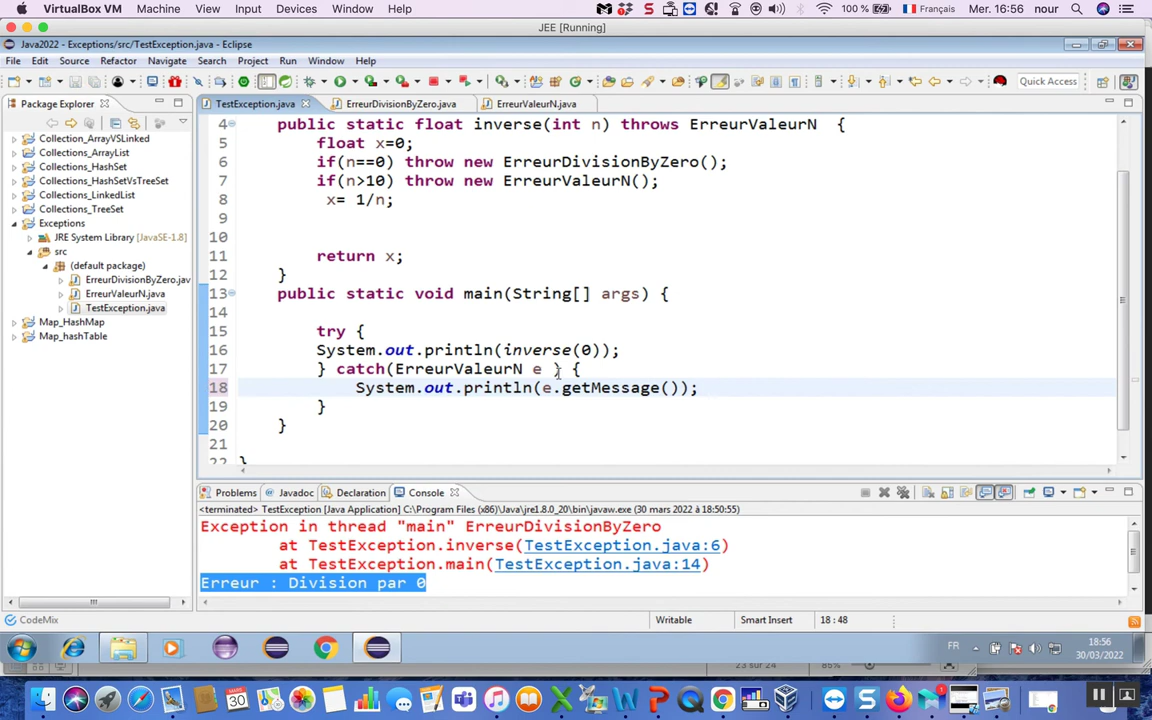 VirtualBox VM Machine View Input Devices Window Help 100 % Français Mer. 16:56 nour
JEE [Running]
Java2022 - Exceptions/src/TestException.java - Eclipse
File Edit Source Refactor Navigate Search Project Run Window Help
Quick Access
Package Explorer
Collection_ArrayVSLinked
Collections_ArrayList
Collections_HashSet
Collections_HashSetVsTreeSet
Collections_LinkedList
Collections_TreeSet
Exceptions
JRE System Library [JavaSE-1.8]
src
(default package)
ErreurDivisionByZero.jav
ErreurValeurN.java
TestException.java
Map_HashMap
Map_hashTable
TestException.java ErreurDivisionByZero.java ErreurValeurN.java
4 public static float inverse(int n) throws ErreurValeurN {
5 float x=0;
6 if(n==0) throw new ErreurDivisionByZero();
7 if(n>10) throw new ErreurValeurN();
8 x= 1/n;
9
10
11 return x;
12 }
13 public static void main(String[] args) {
14
15 try {
16 System.out.println(inverse(0));
17 } catch(ErreurValeurN e ) {
18 System.out.println(e.getMessage());
19 }
20 }
21
22 }
Problems Javadoc Declaration Console
<terminated> TestException [Java Application] C:\Program Files (x86)\Java\jre1.8.0_20\bin\javaw.exe (30 mars 2022 à 18:50:55)
Exception in thread "main" ErreurDivisionByZero
at TestException.inverse(TestException.java:6)
at TestException.main(TestException.java:14)
Erreur : Division par 0
CodeMix Writable Smart Insert 18 : 48
FR 18:56
30/03/2022
23 sur 24 85%